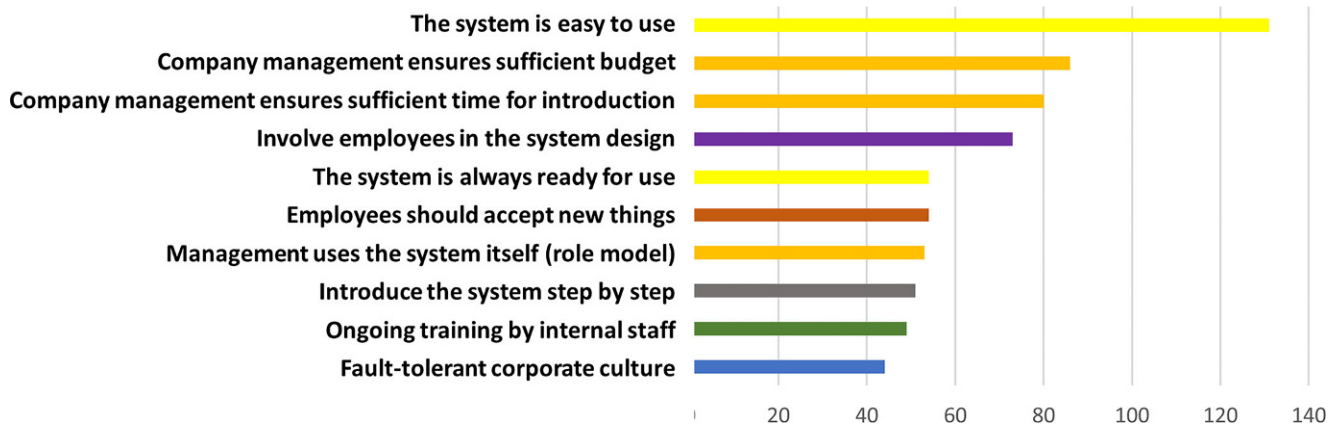 The system is easy to use
Company management ensures sufficient budget
Company management ensures sufficient time for introduction
Involve employees in the system design
The system is always ready for use
Employees should accept new things
Management uses the system itself (role model)
Introduce the system step by step
Ongoing training by internal staff
Fault-tolerant corporate culture
20 40 60 80 100 120 140